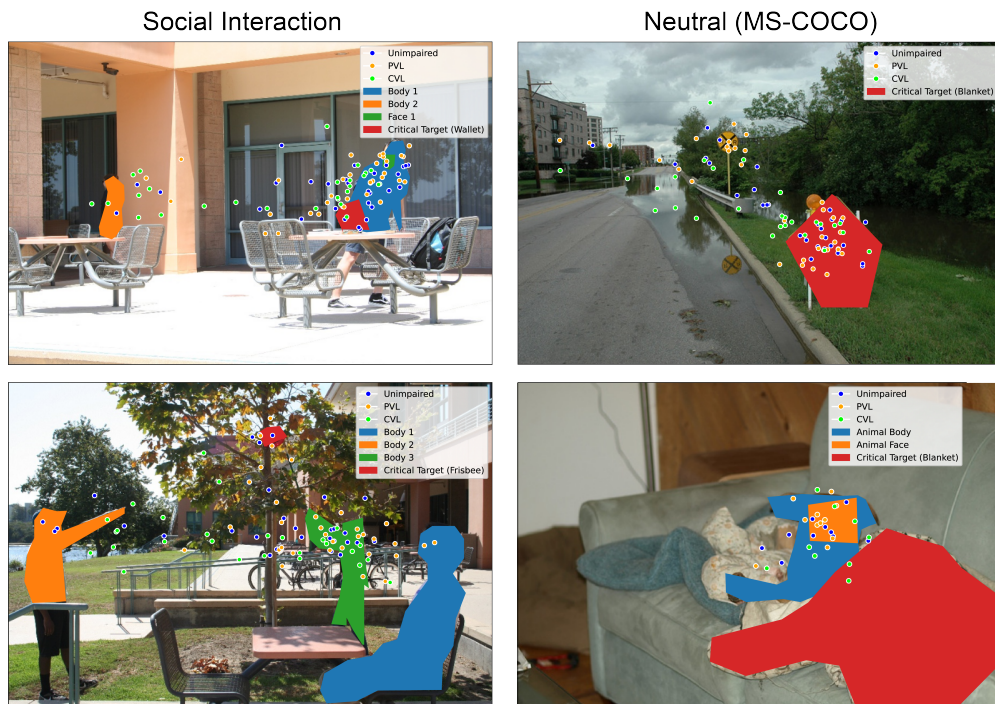 Social Interaction
Neutral (MS-COCO)
Unimpaired
PVL
CVL
Body 1
Body 2
Face 1
Critical Target (Wallet)
Unimpaired
PVL
CVL
Critical Target (Blanket)
Unimpaired
PVL
CVL
Body 1
Body 2
Body 3
Critical Target (Frisbee)
Unimpaired
PVL
CVL
Animal Body
Animal Face
Critical Target (Blanket)